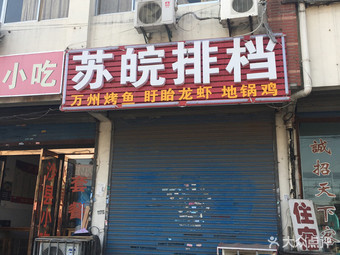 小吃
苏皖排档
万州烤鱼 盱眙龙虾 地锅鸡
誠招天下
住宿
大众点评